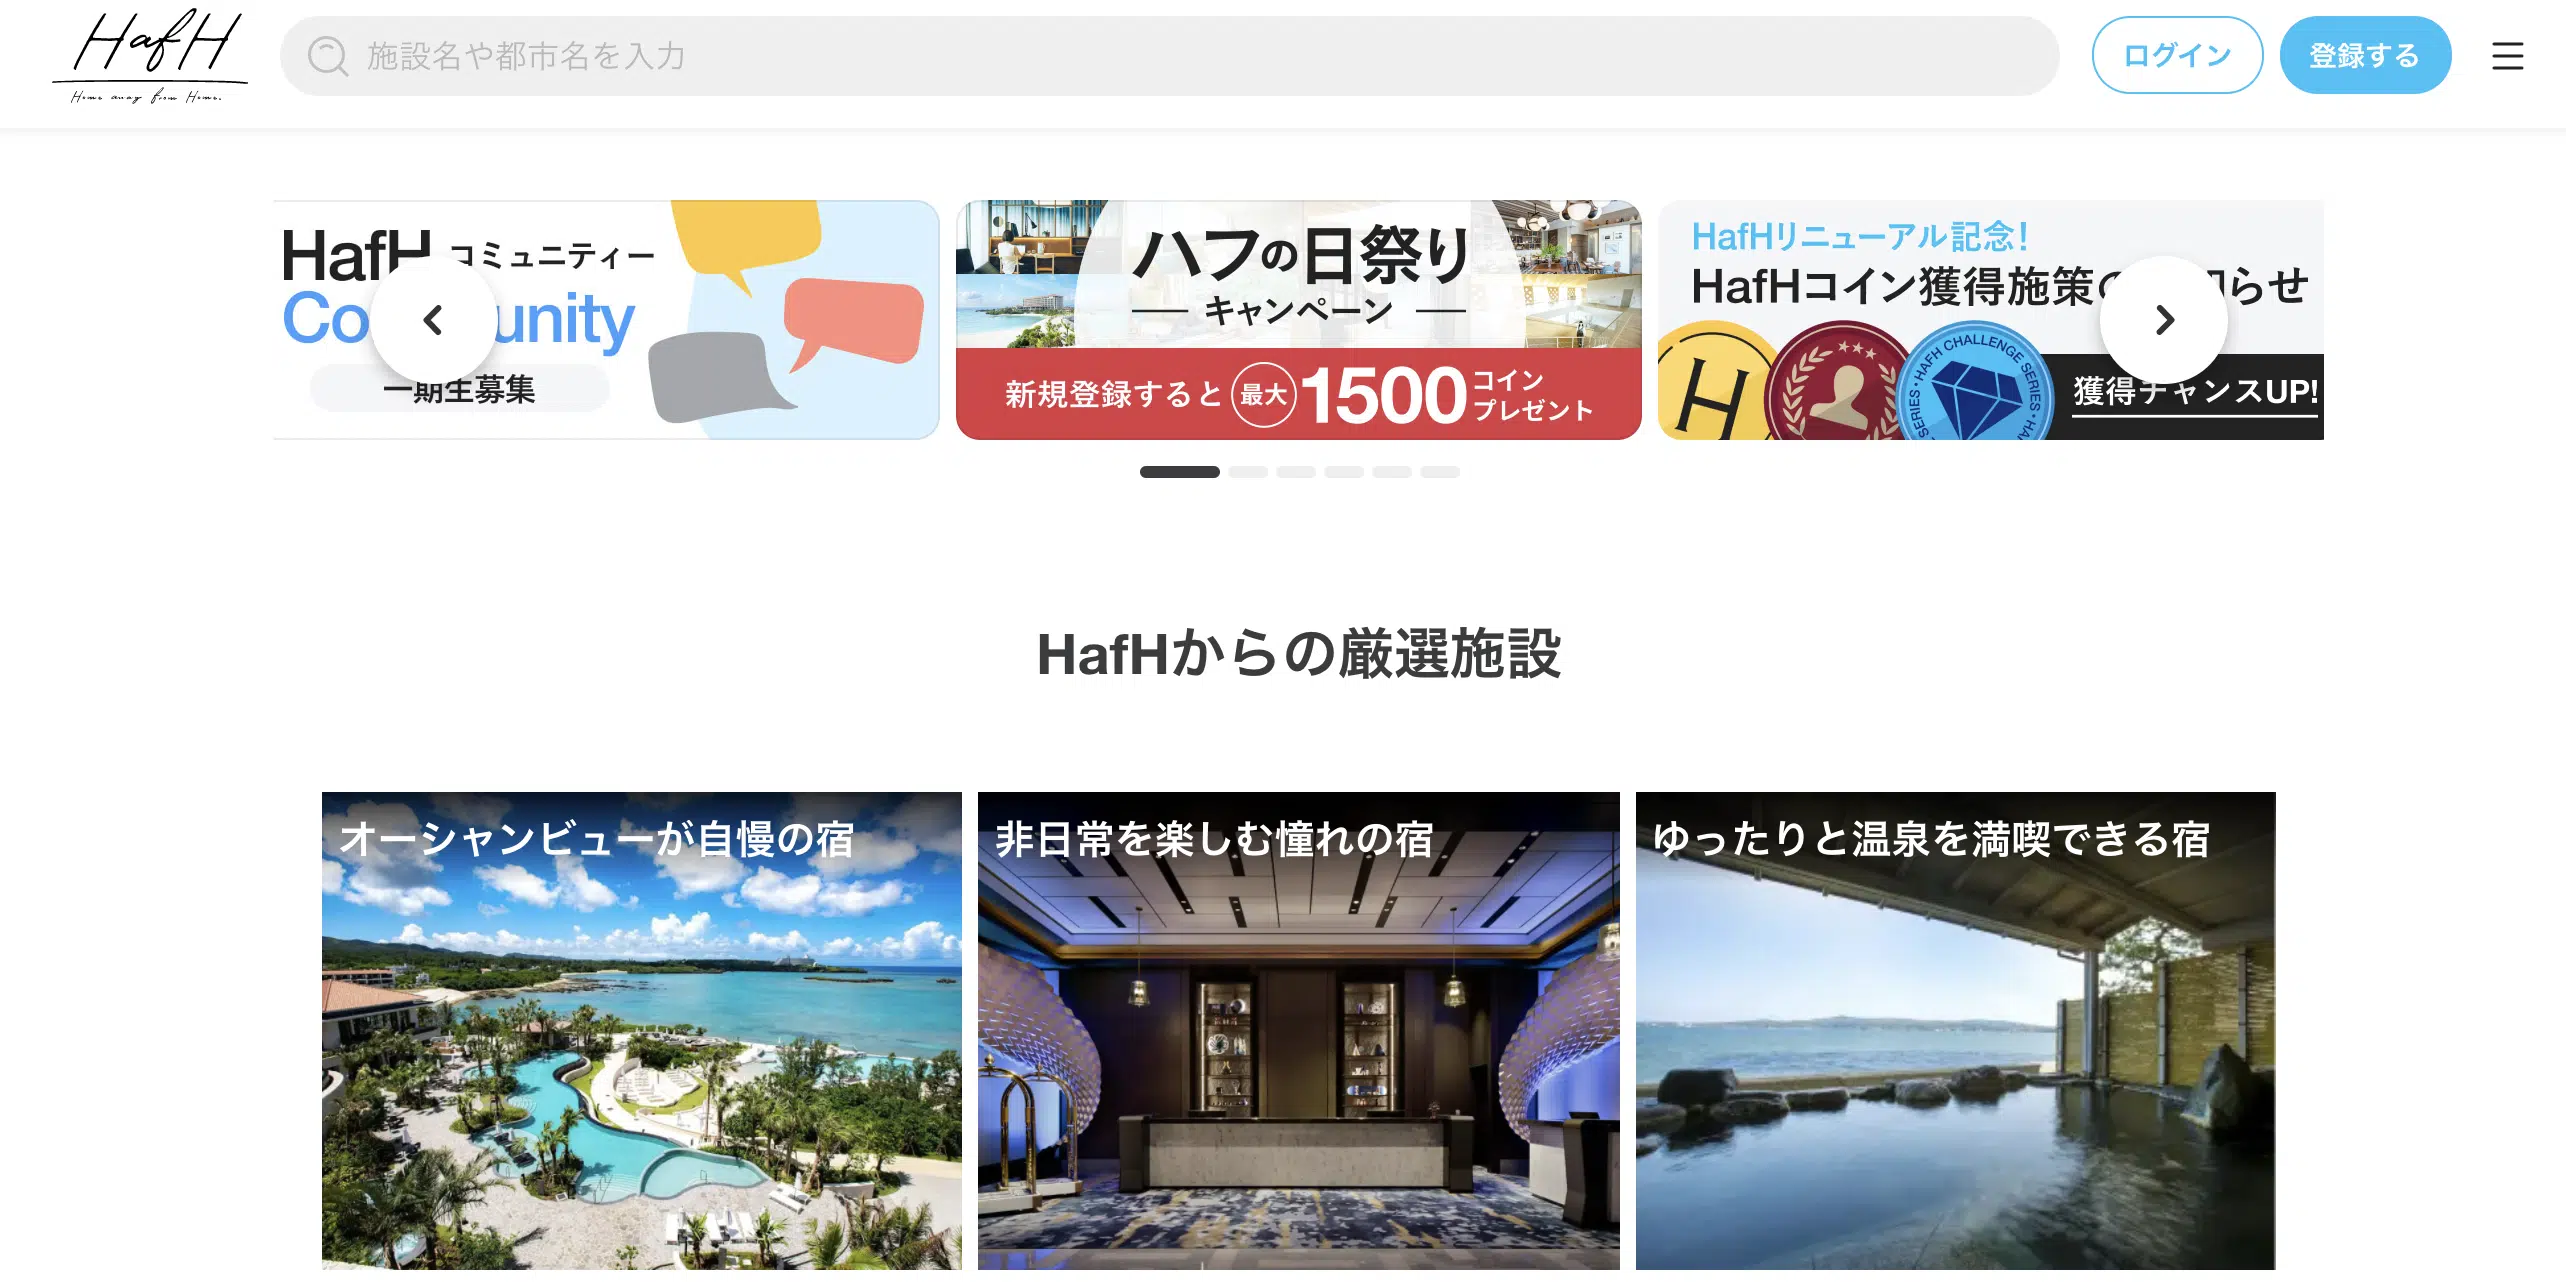 HafH
Home away from Home.
施設名や都市名を入力
ログイン
登録する
HafH コミュニティー
Co unity
一期生募集
ハフの日祭り
キャンペーン
新規登録すると 最大 1500 コイン
プレゼント
HafHリニューアル記念！
HafHコイン獲得施策の らせ
H
HAFH CHALLENGE SERIES
獲得チャンスUP!
HafHからの厳選施設
オーシャンビューが自慢の宿
非日常を楽しむ憧れの宿
ゆったりと温泉を満喫できる宿